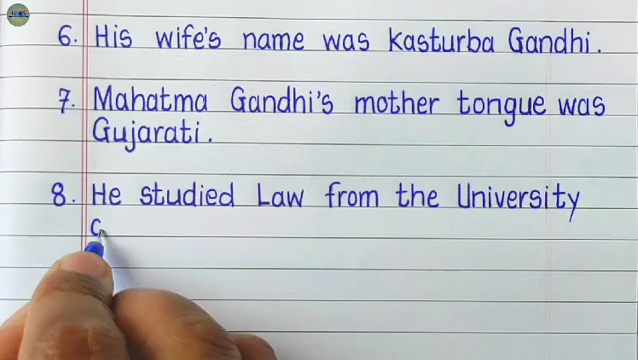 6. His wife's name was Kasturba Gandhi.
7. Mahatma Gandhi's mother tongue was
Gujarati.
8. He studied Law from the University